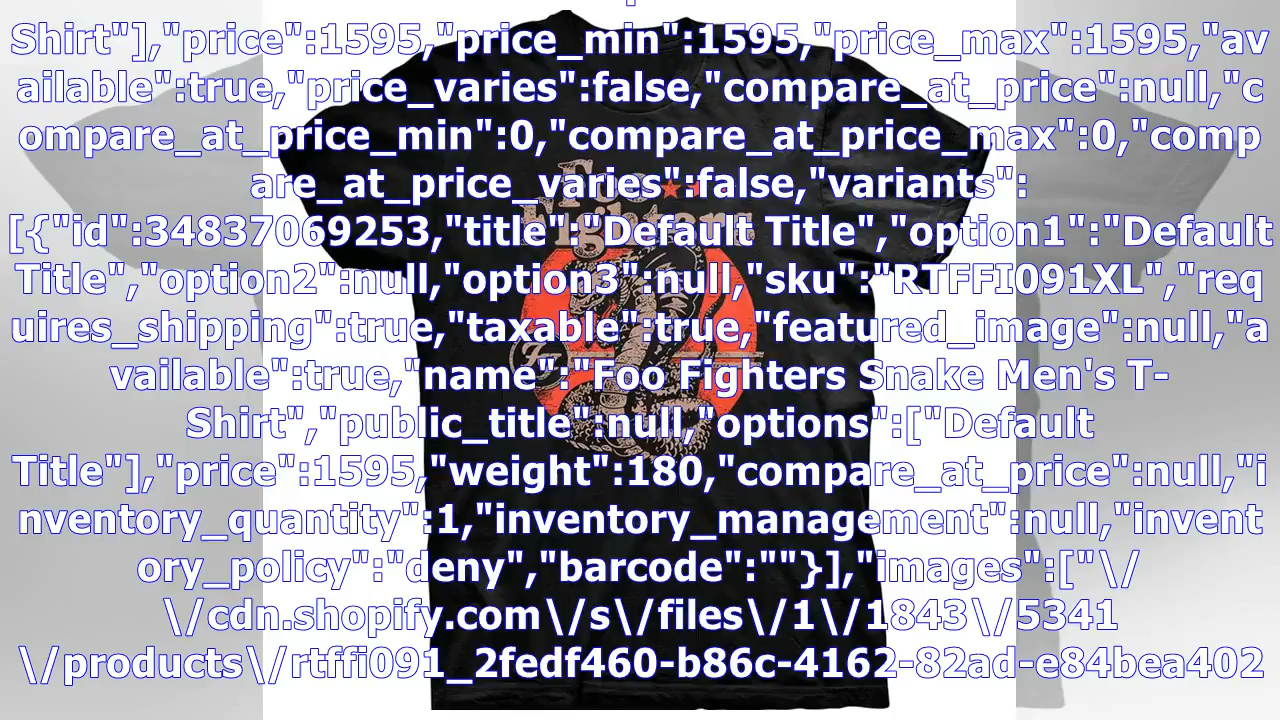 Shirt"],"price":1595,"price_min":1595,"price_max":1595,"av
ailable":true,"price_varies":false,"compare_at_price":null,"c
ompare_at_price_min":0,"compare_at_price_max":0,"comp
are_at_price_varies":false,"variants":
[{"id":34837069253,"title":"Default Title","option1":"Default
Title","option2":null,"option3":null,"sku":"RTFFI091XL","req
uires_shipping":true,"taxable":true,"featured_image":null,"a
vailable":true,"name":"Foo Fighters Snake Men's T-
Shirt","public_title":null,"options":["Default
Title"],"price":1595,"weight":180,"compare_at_price":null,"i
nventory_quantity":1,"inventory_management":null,"invent
ory_policy":"deny","barcode":""}],"images":["\/
\/cdn.shopify.com\/s\/files\/1\/1843\/5341
\/products\/rtffi091_2fedf460-b86c-4162-82ad-e84bea402
Foo
Fighters